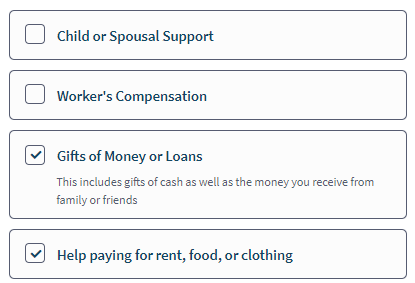 Child or Spousal Support
Worker's Compensation
Gifts of Money or Loans
This includes gifts of cash as well as the money you receive from
family or friends
Help paying for rent, food, or clothing